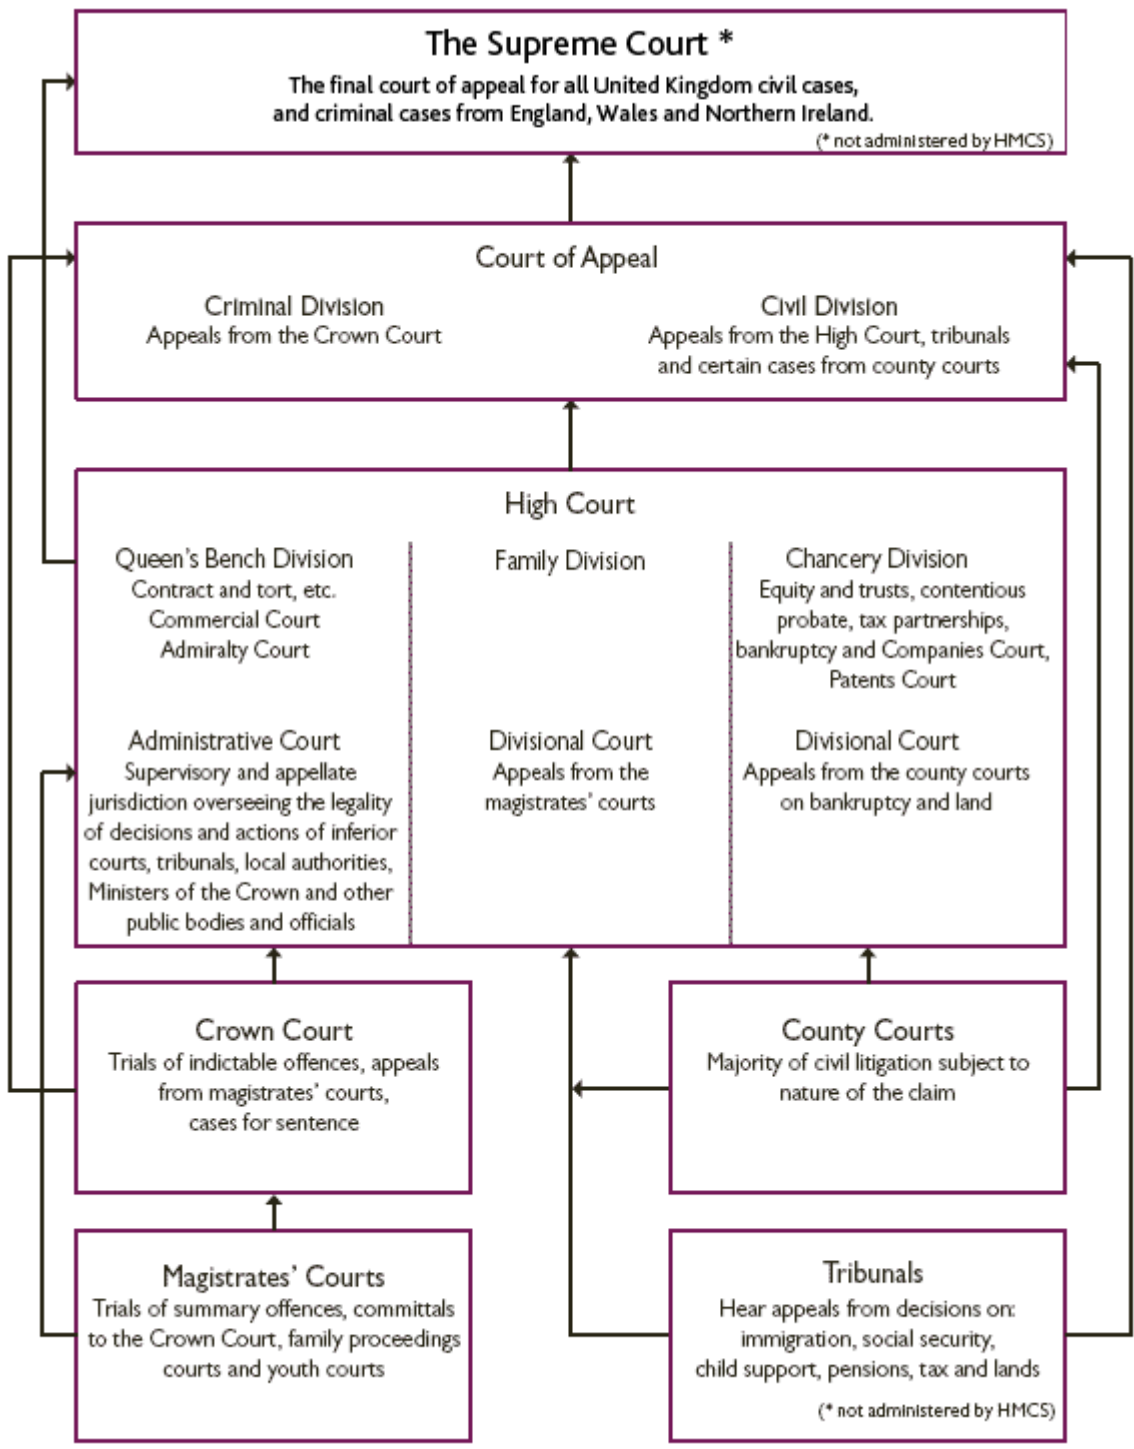 The Supreme Court *
The final court of appeal for all United Kingdom civil cases,
and criminal cases from England, Wales and Northern Ireland.
(* not administered by HMCS)
Court of Appeal
Criminal Division
Appeals from the Crown Court
Civil Division
Appeals from the High Court, tribunals
and certain cases from county courts
High Court
Queen's Bench Division
Contract and tort, etc.
Commercial Court
Admiralty Court
Family Division
Chancery Division
Equity and trusts, contentious
probate, tax partnerships,
bankruptcy and Companies Court,
Patents Court
Administrative Court
Supervisory and appellate
jurisdiction overseeing the legality
of decisions and actions of inferior
courts, tribunals, local authorities,
Ministers of the Crown and other
public bodies and officials
Divisional Court
Appeals from the
magistrates' courts
Divisional Court
Appeals from the county courts
on bankruptcy and land
Crown Court
Trials of indictable offences, appeals
from magistrates' courts,
cases for sentence
County Courts
Majority of civil litigation subject to
nature of the claim
Magistrates' Courts
Trials of summary offences, committals
to the Crown Court, family proceedings
courts and youth courts
Tribunals
Hear appeals from decisions on:
immigration, social security,
child support, pensions, tax and lands
(* not administered by HMCS)